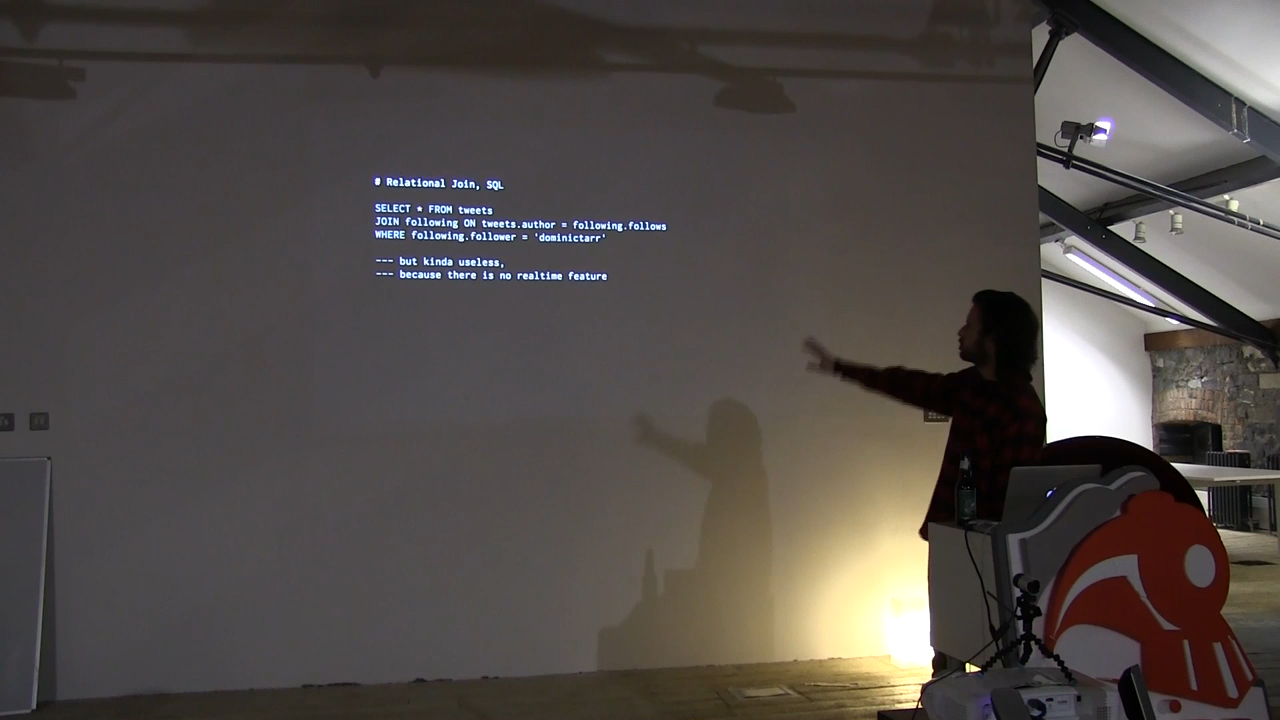 # Relational Join, SQL
SELECT * FROM tweets
JOIN following ON tweets.author = following.follows
WHERE following.follower = 'dominictarr'
--- but kinda useless,
--- because there is no realtime feature